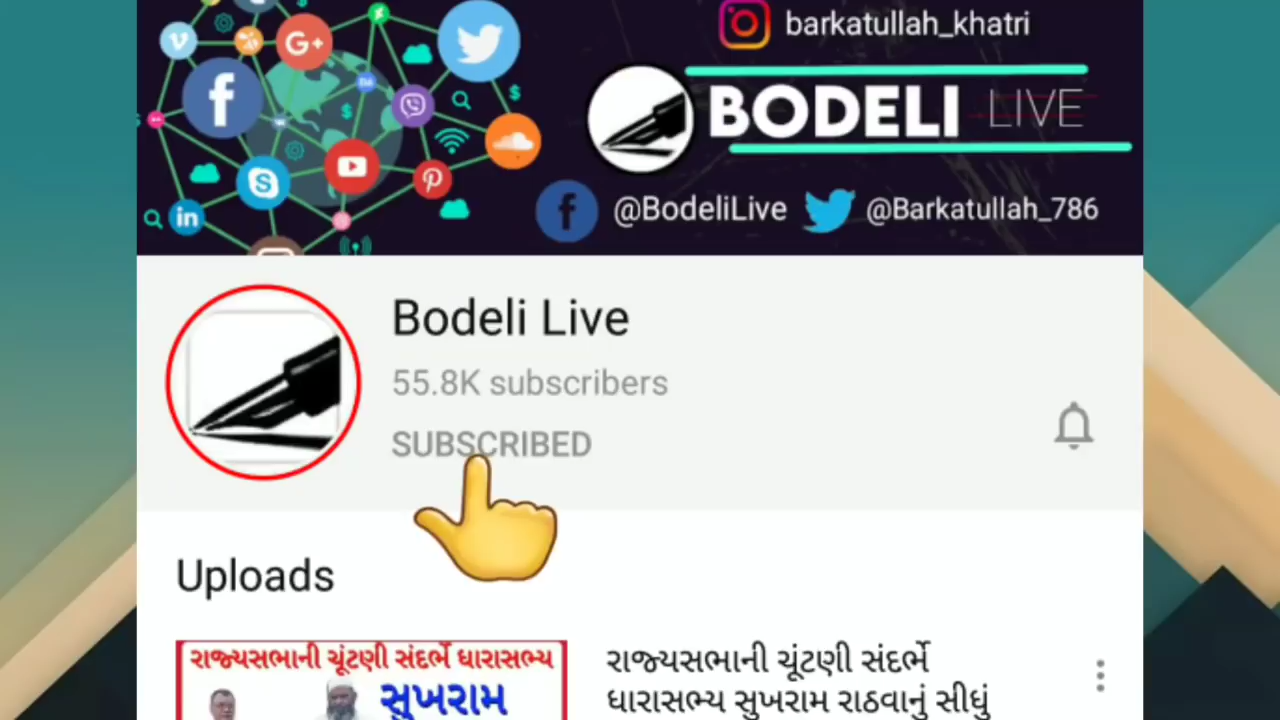 barkatullah_khatri
BODELI LIVE
@BodeliLive @Barkatullah_786
Bodeli Live
55.8K subscribers
SUBSCRIBED
Uploads
રાજ્યસભાની ચૂંટણી સંદર્ભે ધારાસભ્ય
સુખરામ
રાજ્યસભાની ચૂંટણી સંદર્ભે
ધારાસભ્ય સુખરામ રાઠવાનું સીધું